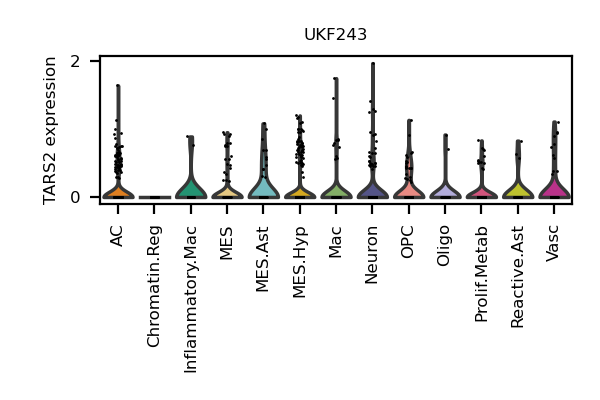 UKF243
TARS2 expression
2
0
AC
Chromatin.Reg
Inflammatory.Mac
MES
MES.Ast
MES.Hyp
Mac
Neuron
OPC
Oligo
Prolif.Metab
Reactive.Ast
Vasc